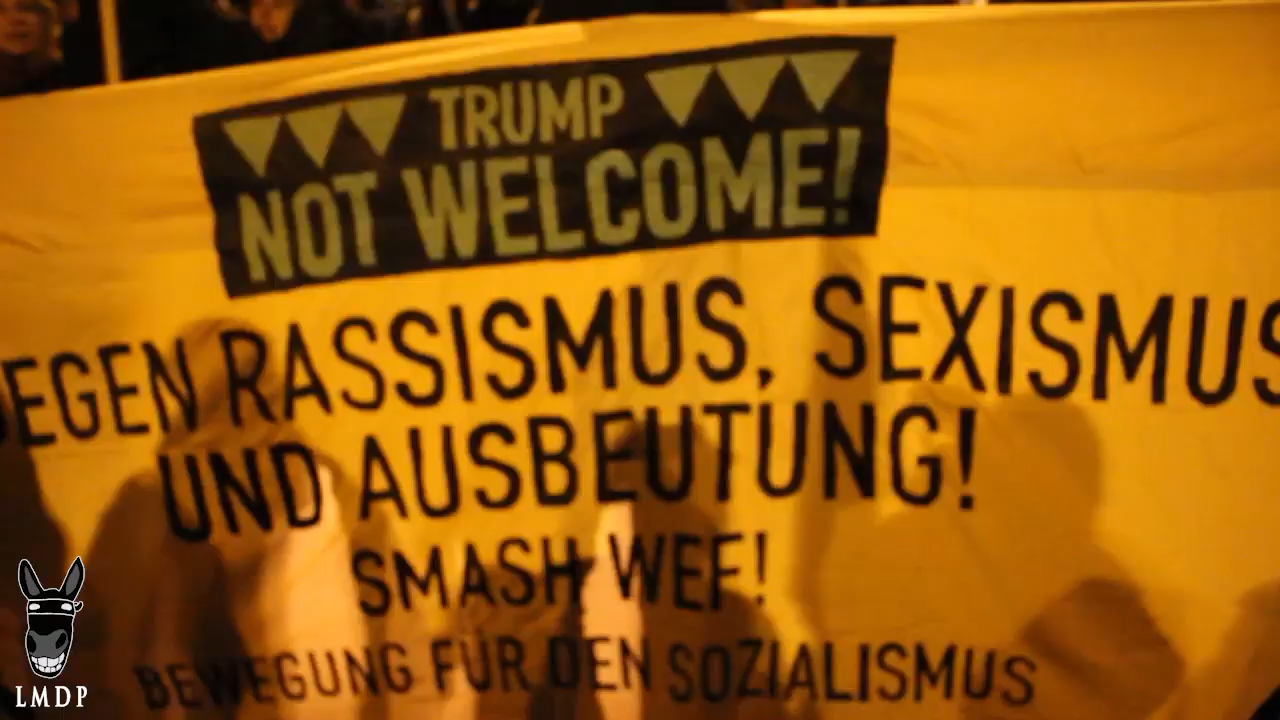 TRUMP
NOT WELCOME!
EGEN RASSISMUS, SEXISMUS
UND AUSBEUTUNG!
SMASH WEF!
BEWEGUNG FÜR DEN SOZIALISMUS
LMDP